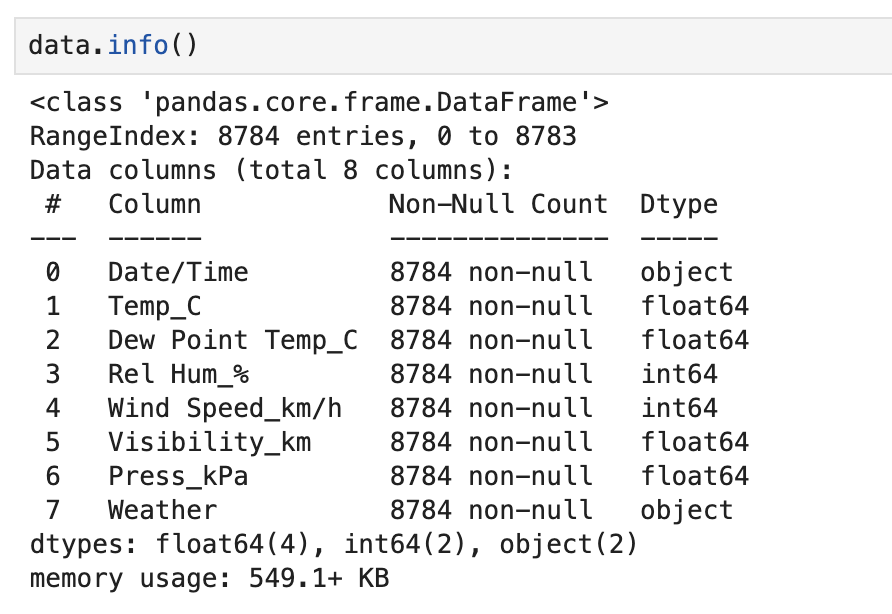 data.info()
<class 'pandas.core.frame.DataFrame'>
RangeIndex: 8784 entries, 0 to 8783
Data columns (total 8 columns):
 #   Column            Non-Null Count  Dtype
---  ------            --------------  -----
 0   Date/Time         8784 non-null   object
 1   Temp_C            8784 non-null   float64
 2   Dew Point Temp_C  8784 non-null   float64
 3   Rel Hum_%         8784 non-null   int64
 4   Wind Speed_km/h   8784 non-null   int64
 5   Visibility_km     8784 non-null   float64
 6   Press_kPa         8784 non-null   float64
 7   Weather           8784 non-null   object
dtypes: float64(4), int64(2), object(2)
memory usage: 549.1+ KB